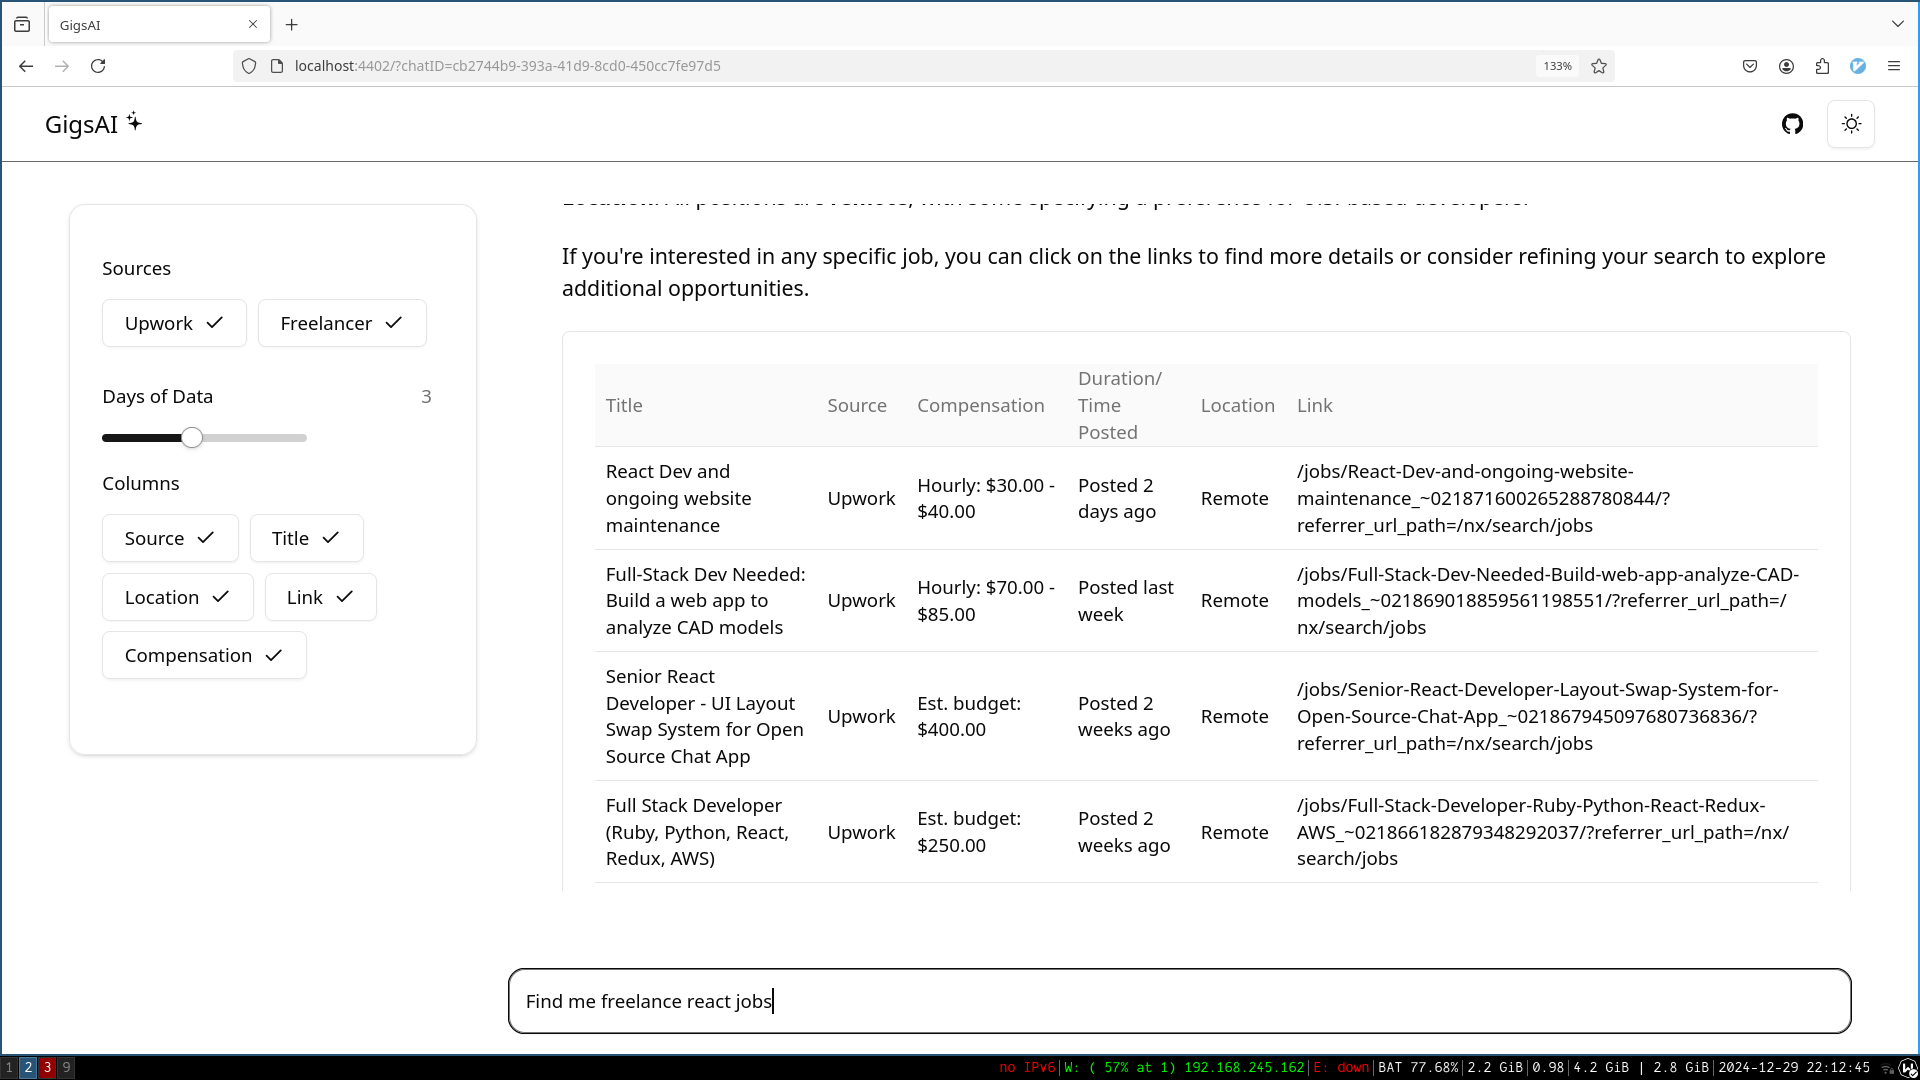 GigsAI
localhost:4402/?chatID=cb2744b9-393a-41d9-8cd0-450cc7fe97d5
133%
GigsAI
Sources
Upwork
Freelancer
Days of Data
3
Columns
Source
Title
Location
Link
Compensation
If you're interested in any specific job, you can click on the links to find more details or consider refining your search to explore
additional opportunities.
Title
Source
Compensation
Duration/
Time
Posted
Location
Link
React Dev and
ongoing website
maintenance
Upwork
Hourly: $30.00 -
$40.00
Posted 2
days ago
Remote
/jobs/React-Dev-and-ongoing-website-
maintenance_~021871600265288780844/?
referrer_url_path=/nx/search/jobs
Full-Stack Dev Needed:
Build a web app to
analyze CAD models
Upwork
Hourly: $70.00 -
$85.00
Posted last
week
Remote
/jobs/Full-Stack-Dev-Needed-Build-web-app-analyze-CAD-
models_~021869018859561198551/?referrer_url_path=/
nx/search/jobs
Senior React
Developer - UI Layout
Swap System for Open
Source Chat App
Upwork
Est. budget:
$400.00
Posted 2
weeks ago
Remote
/jobs/Senior-React-Developer-Layout-Swap-System-for-
Open-Source-Chat-App_~021867945097680736836/?
referrer_url_path=/nx/search/jobs
Full Stack Developer
(Ruby, Python, React,
Redux, AWS)
Upwork
Est. budget:
$250.00
Posted 2
weeks ago
Remote
/jobs/Full-Stack-Developer-Ruby-Python-React-Redux-
AWS_~021866182879348292037/?referrer_url_path=/nx/
search/jobs
Find me freelance react jobs
1 2 3 9
no IPv6|W: ( 57% at 1) 192.168.245.162|E: down|BAT 77.68%|2.2 GiB|0.98|4.2 GiB | 2.8 GiB|2024-12-29 22:12:45